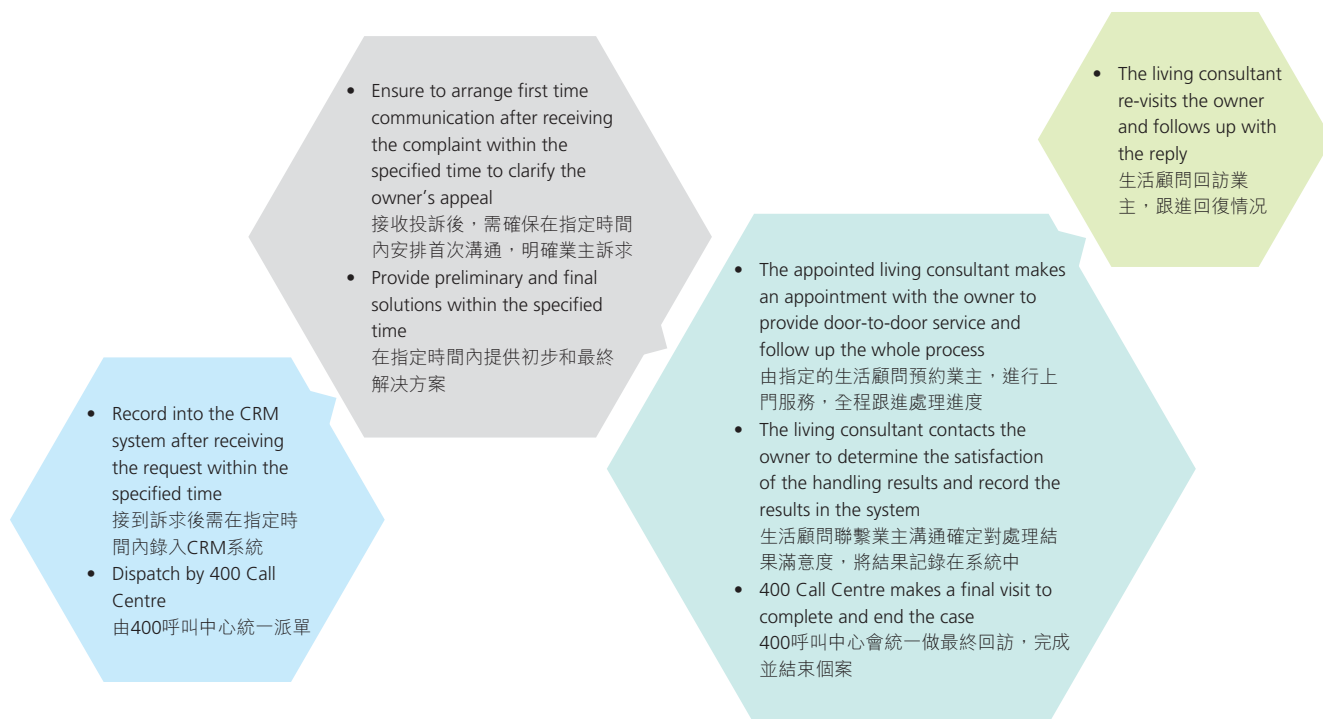 • Record into the CRM
system after receiving
the request within the
specified time
接到訴求後需在指定時
間內錄入CRM系統
• Dispatch by 400 Call
Centre
由400呼叫中心統一派單
• Ensure to arrange first time
communication after receiving
the complaint within the
specified time to clarify the
owner’s appeal
接收投訴後，需確保在指定時間
內安排首次溝通，明確業主訴求
• Provide preliminary and final
solutions within the specified
time
在指定時間內提供初步和最終
解決方案
• The appointed living consultant makes
an appointment with the owner to
provide door-to-door service and
follow up the whole process
由指定的生活顧問預約業主，進行上
門服務，全程跟進處理進度
• The living consultant contacts the
owner to determine the satisfaction
of the handling results and record the
results in the system
生活顧問聯繫業主溝通確定對處理結
果滿意度，將結果記錄在系統中
• 400 Call Centre makes a final visit to
complete and end the case
400呼叫中心會統一做最終回訪，完成
並結束個案
• The living consultant
re-visits the owner
and follows up with
the reply
生活顧問回訪業
主，跟進回復情況